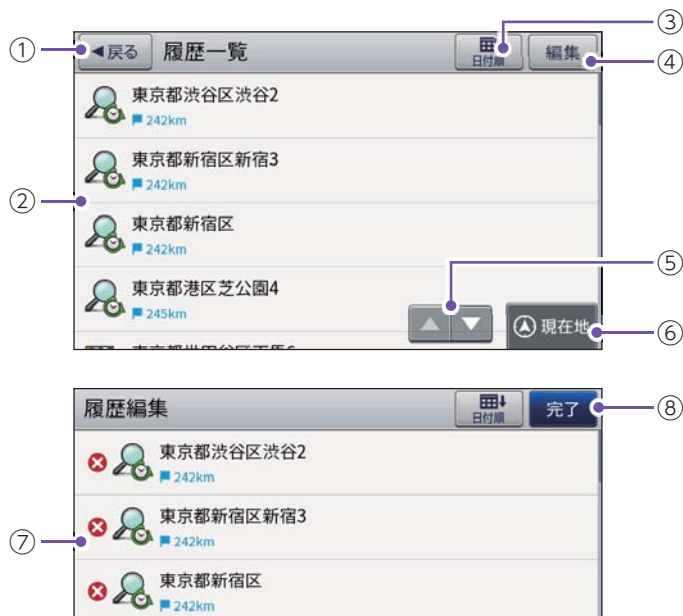 ③
① ◀戻る 履歴一覧 日付順 編集 ④
東京都渋谷区渋谷2
242km
東京都新宿区新宿3
242km
②
東京都新宿区
242km
⑤
東京都港区芝公園4
245km
▲ ▼ 現在地 ⑥
履歴編集 日付順 完了 ⑧
東京都渋谷区渋谷2
242km
東京都新宿区新宿3
242km
⑦
東京都新宿区
242km